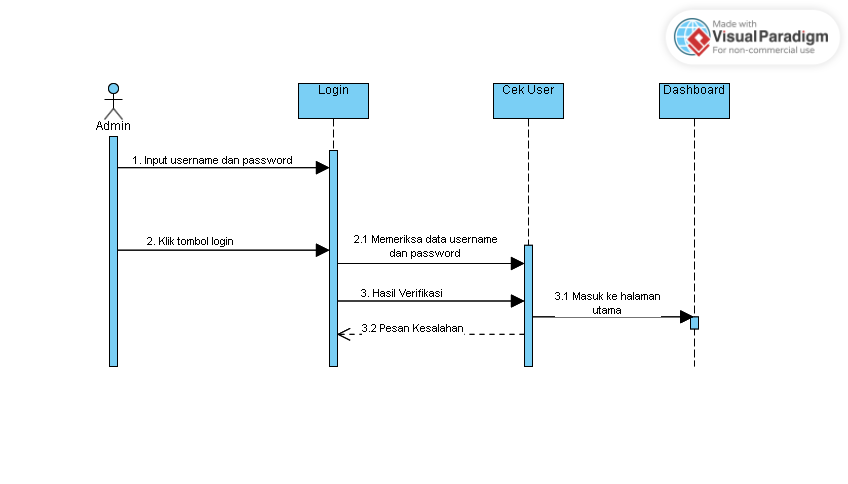 Made with
Visual Paradigm
For non-commercial use
Login
Cek User
Dashboard
Admin
1. Input username dan password
2. Klik tombol login
2.1 Memeriksa data username
dan password
3. Hasil Verifikasi
3.1 Masuk ke halaman
utama
3.2 Pesan Kesalahan